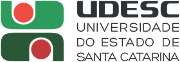 UDESC
UNIVERSIDADE
DO ESTADO DE
SANTA CATARINA